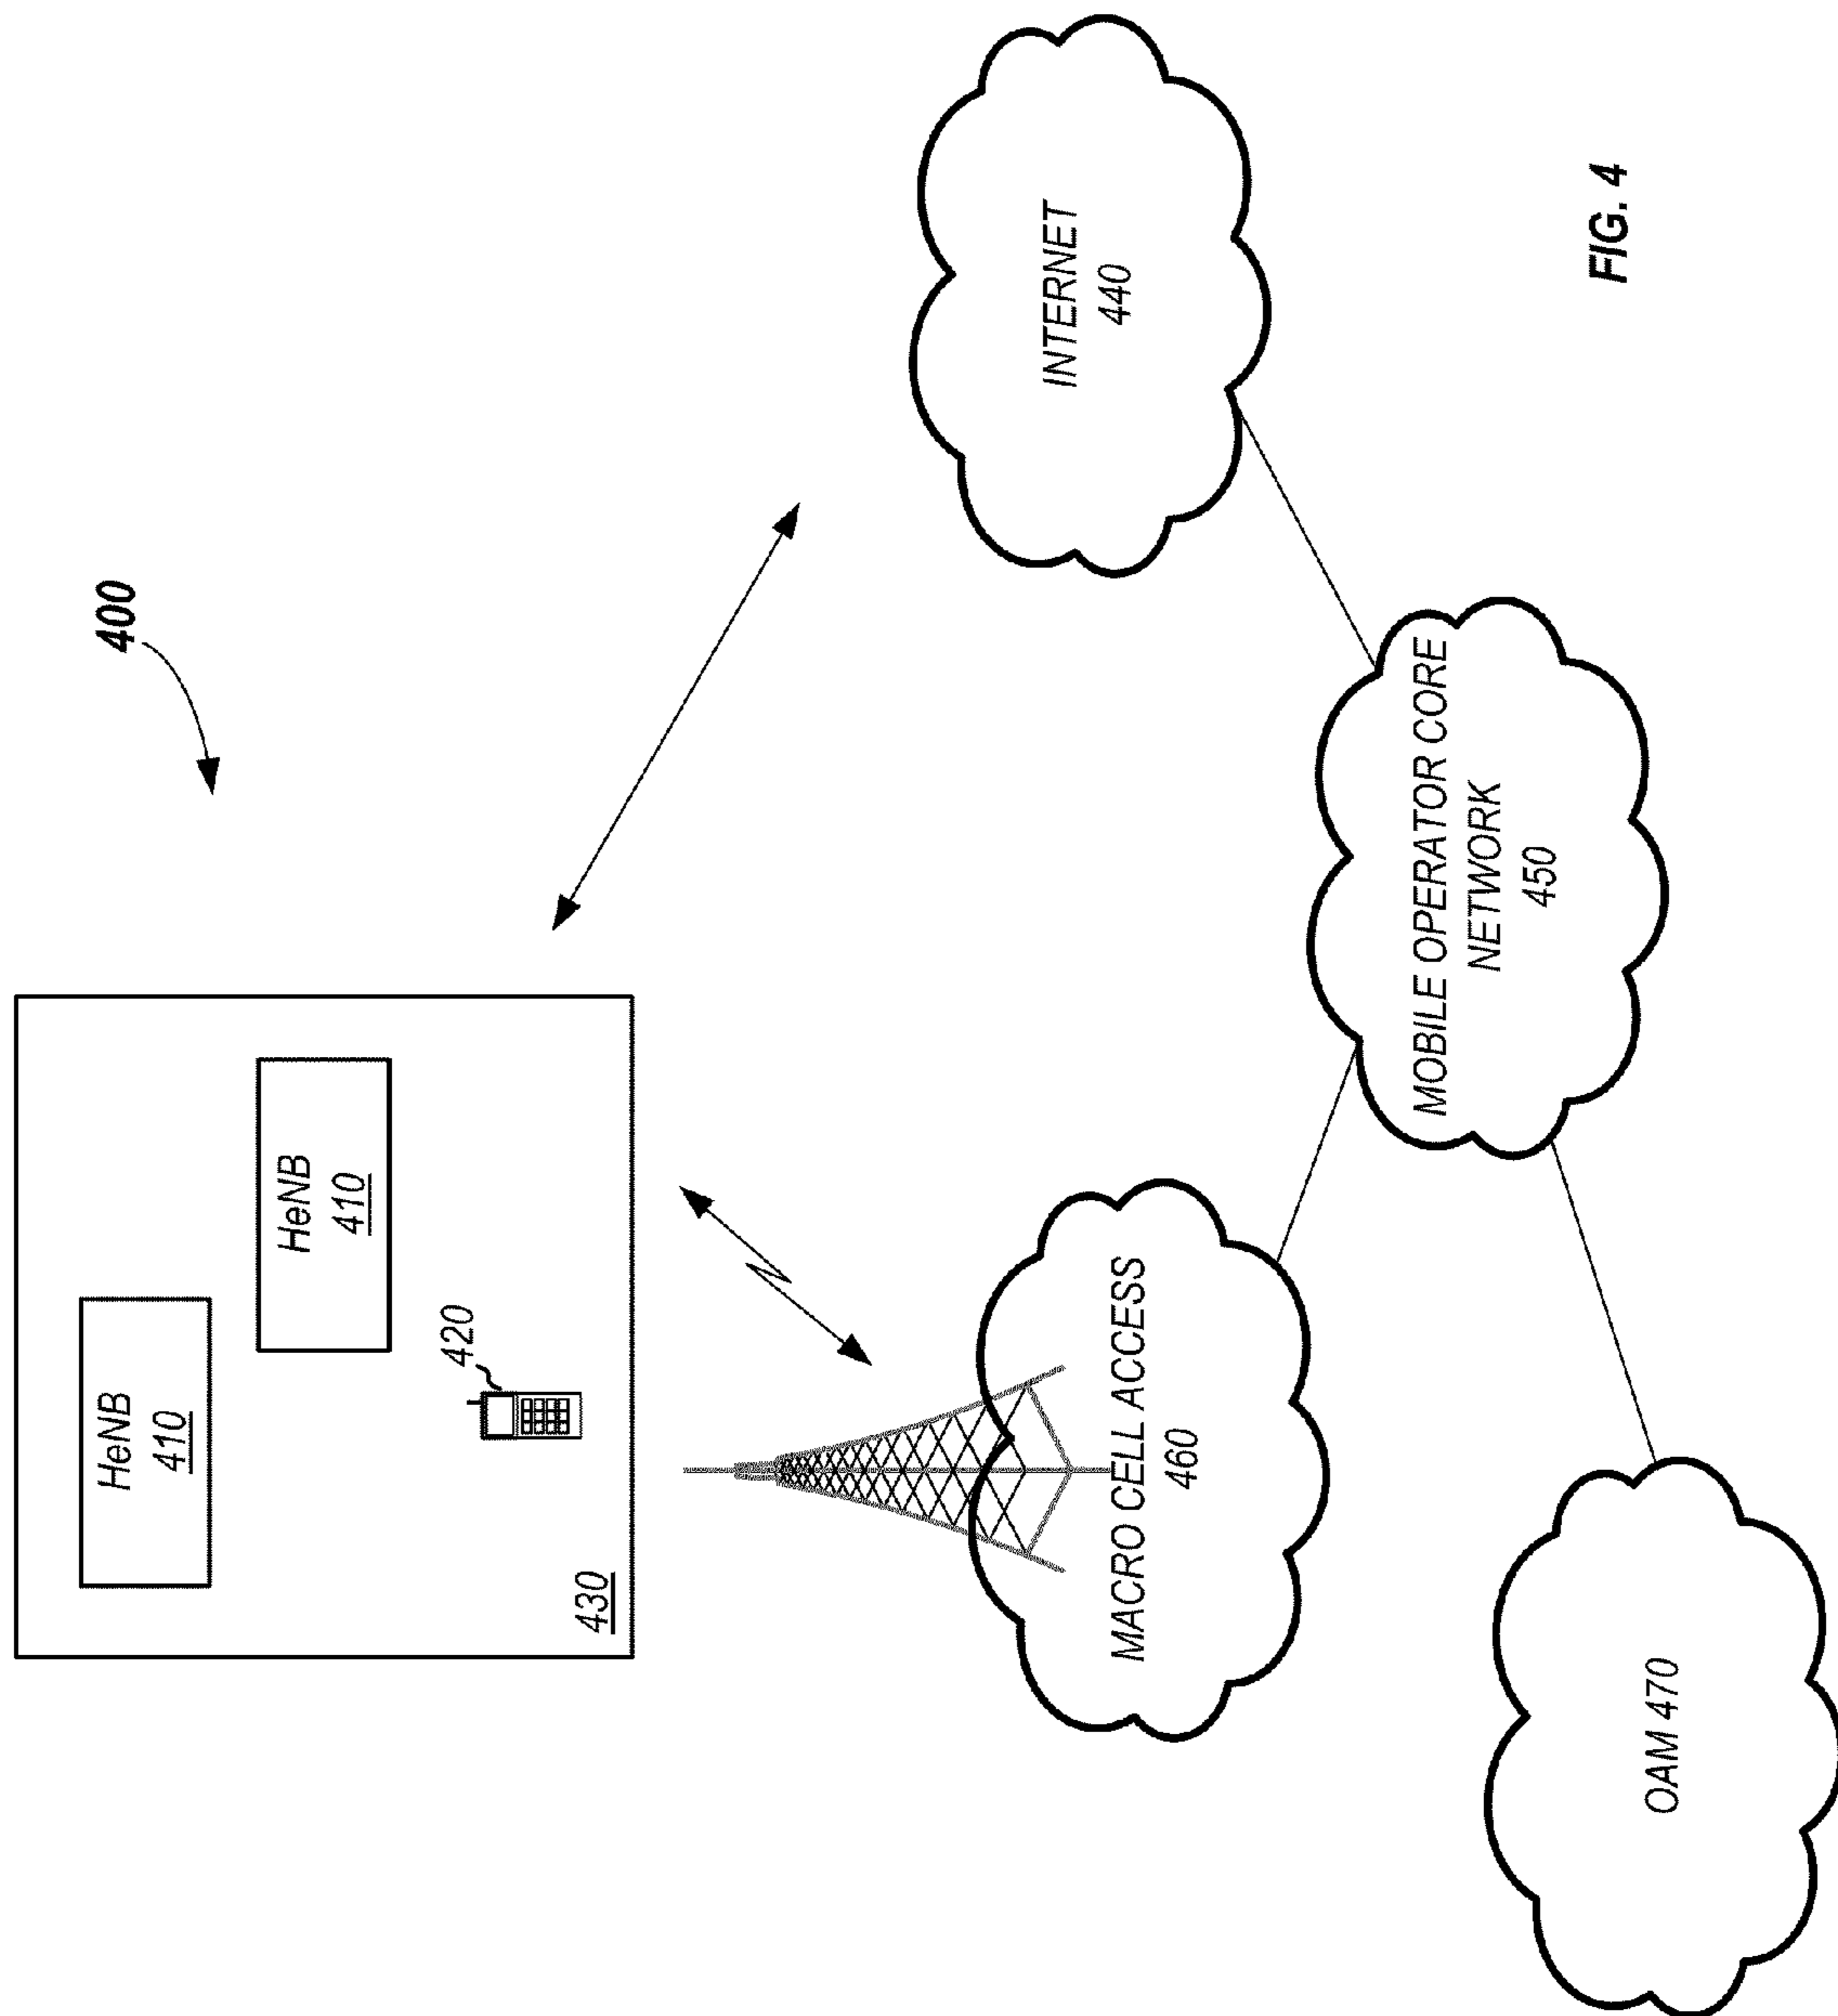 400
HeNB
410
HeNB
410
420
430
MACRO CELL ACCESS
460
INTERNET
440
MOBILE OPERATOR CORE
NETWORK
450
OAM 470
FIG. 4